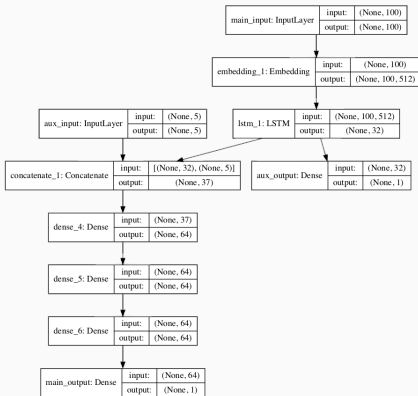 main_input: InputLayer input: (None, 100)
output: (None, 100)
embedding_1: Embedding input: (None, 100)
output: (None, 100, 512)
aux_input: InputLayer input: (None, 5)
output: (None, 5)
lstm_1: LSTM input: (None, 100, 512)
output: (None, 32)
concatenate_1: Concatenate input: [(None, 32), (None, 5)]
output: (None, 37)
aux_output: Dense input: (None, 32)
output: (None, 1)
dense_4: Dense input: (None, 37)
output: (None, 64)
dense_5: Dense input: (None, 64)
output: (None, 64)
dense_6: Dense input: (None, 64)
output: (None, 64)
main_output: Dense input: (None, 64)
output: (None, 1)